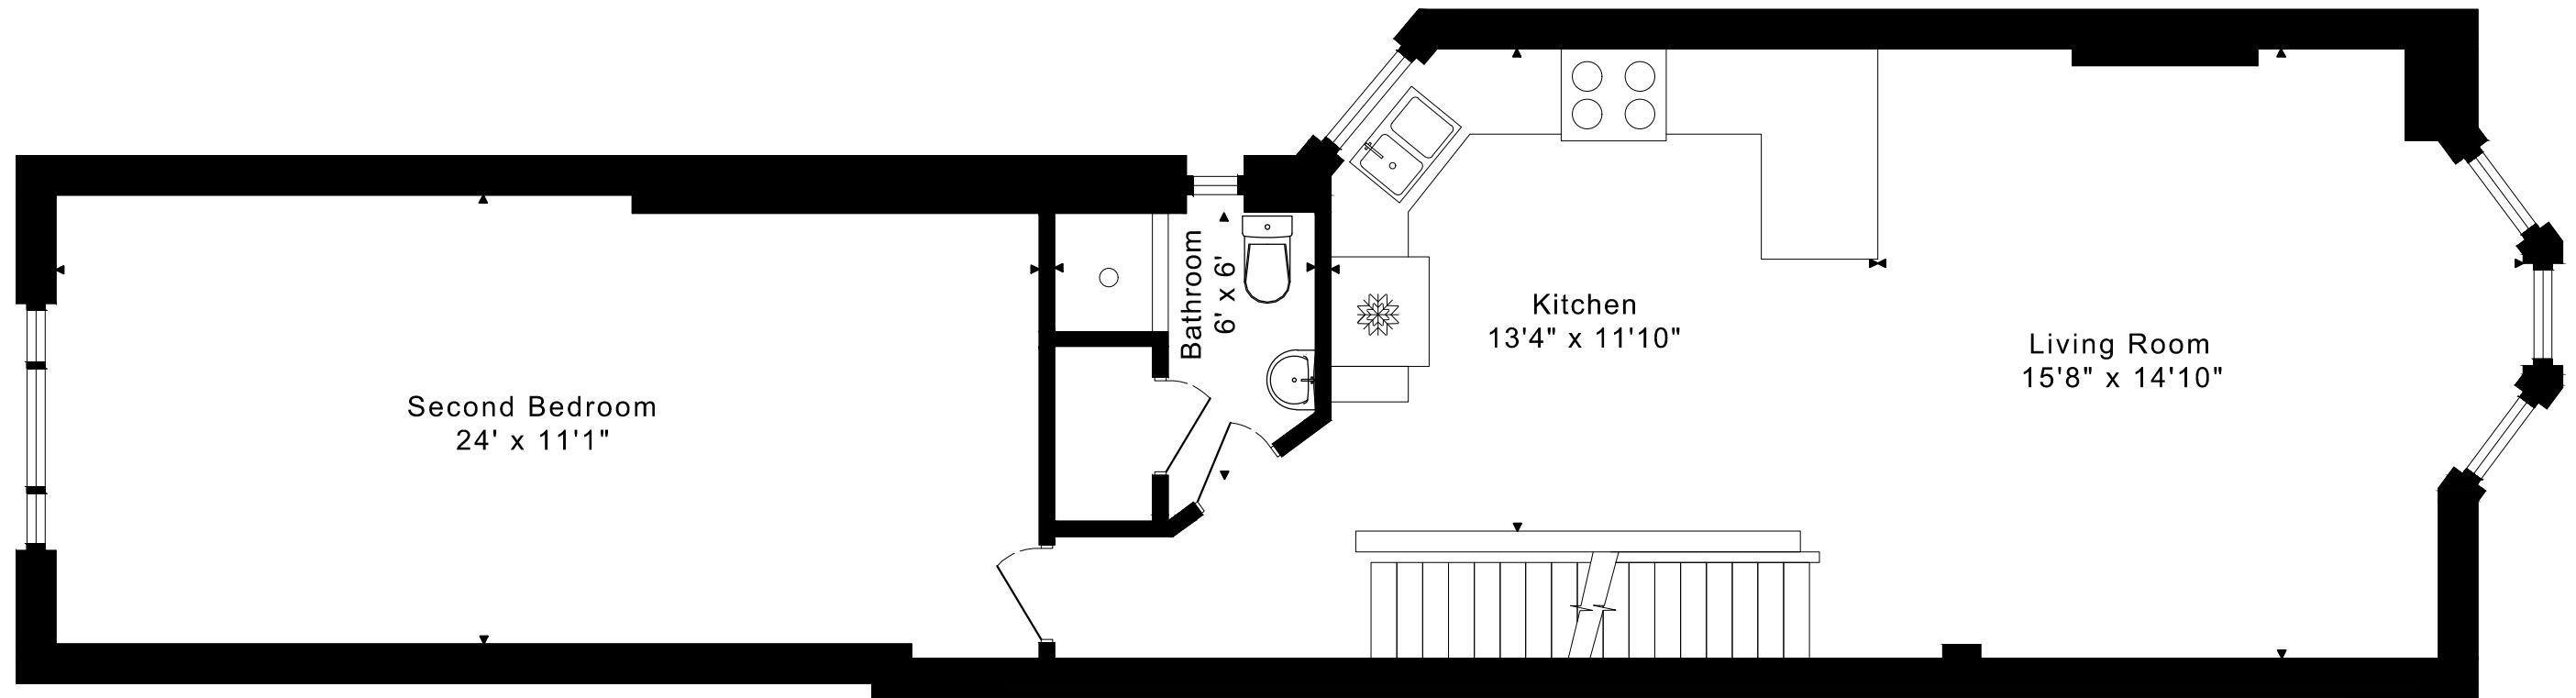 Second Bedroom
24' x 11'1"
Bathroom
6' x 6'
Kitchen
13'4" x 11'10"
Living Room
15'8" x 14'10"